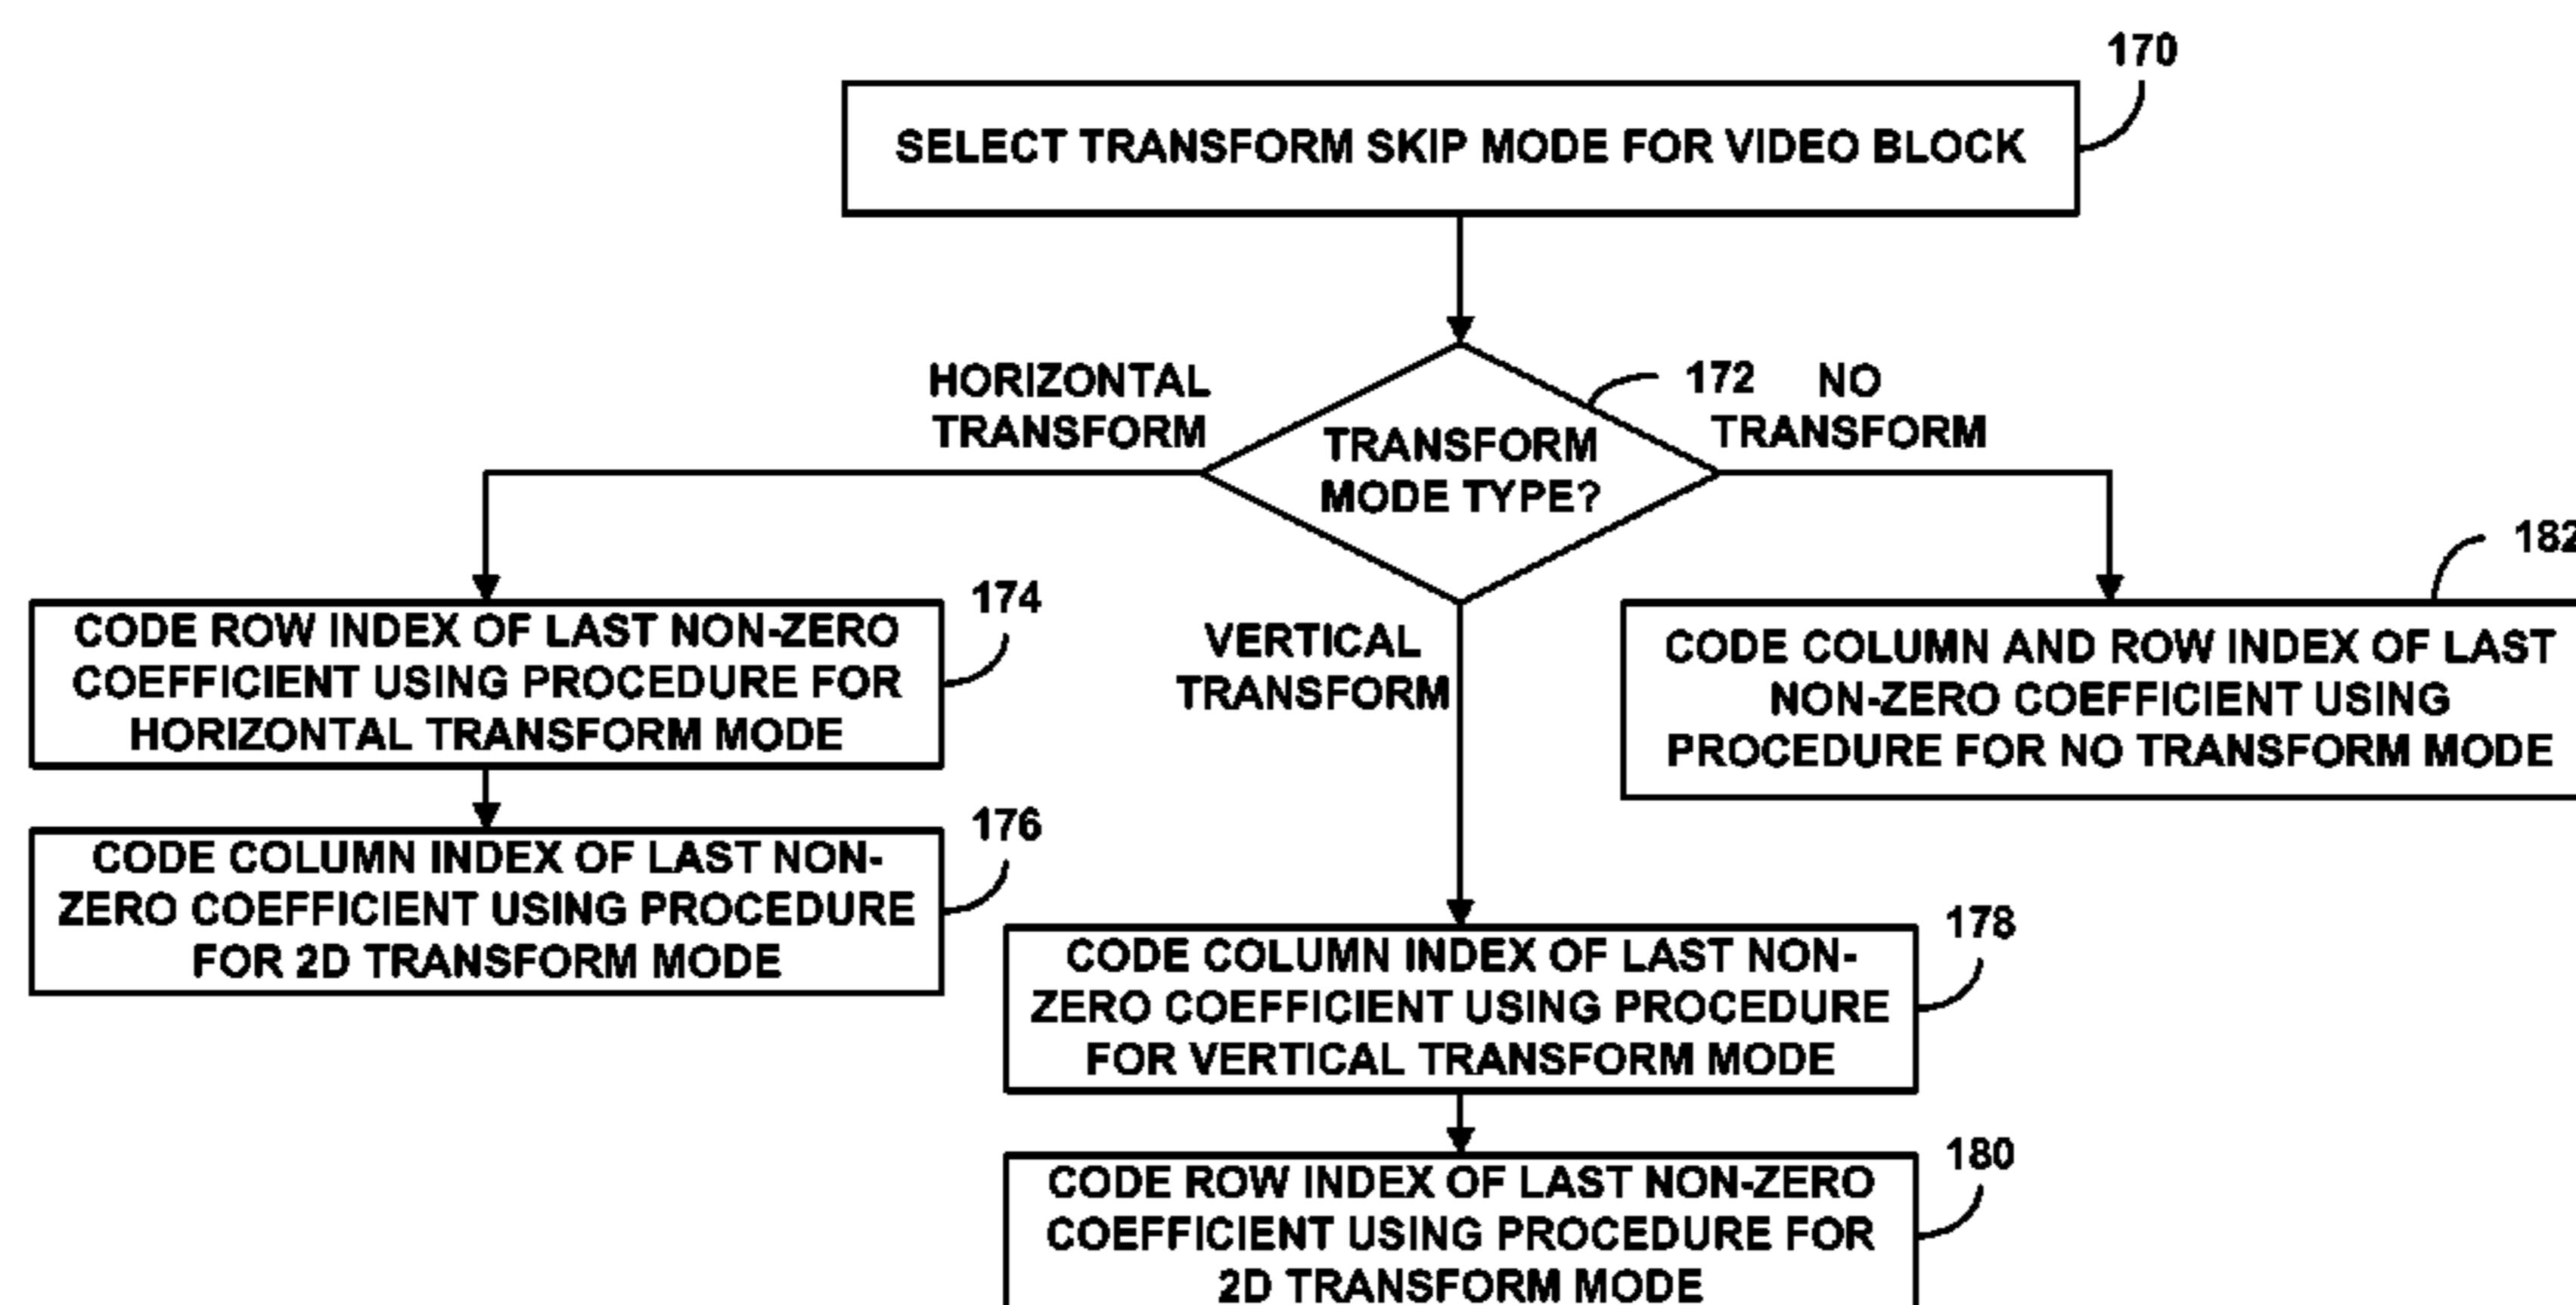 170
SELECT TRANSFORM SKIP MODE FOR VIDEO BLOCK
HORIZONTAL
TRANSFORM
172
NO
TRANSFORM
TRANSFORM
MODE TYPE?
182
174
CODE ROW INDEX OF LAST NON-ZERO
COEFFICIENT USING PROCEDURE FOR
HORIZONTAL TRANSFORM MODE
VERTICAL
TRANSFORM
CODE COLUMN AND ROW INDEX OF LAST
NON-ZERO COEFFICIENT USING
PROCEDURE FOR NO TRANSFORM MODE
176
CODE COLUMN INDEX OF LAST NON-
ZERO COEFFICIENT USING PROCEDURE
FOR 2D TRANSFORM MODE
178
CODE COLUMN INDEX OF LAST NON-
ZERO COEFFICIENT USING PROCEDURE
FOR VERTICAL TRANSFORM MODE
180
CODE ROW INDEX OF LAST NON-ZERO
COEFFICIENT USING PROCEDURE FOR
2D TRANSFORM MODE